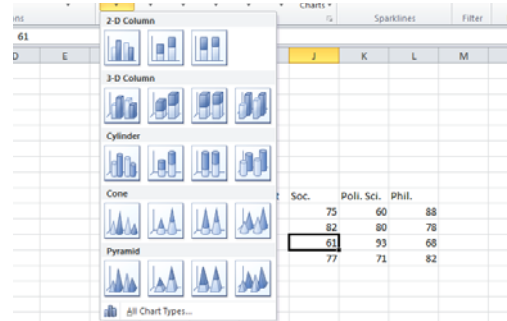 Charts
ons
Sparklines
Filter
61
D E J K L M
2-D Column
3-D Column
Cylinder
Cone
Soc. Poli. Sci. Phil.
75 60 88
82 80 78
61 93 68
77 71 82
Pyramid
All Chart Types...